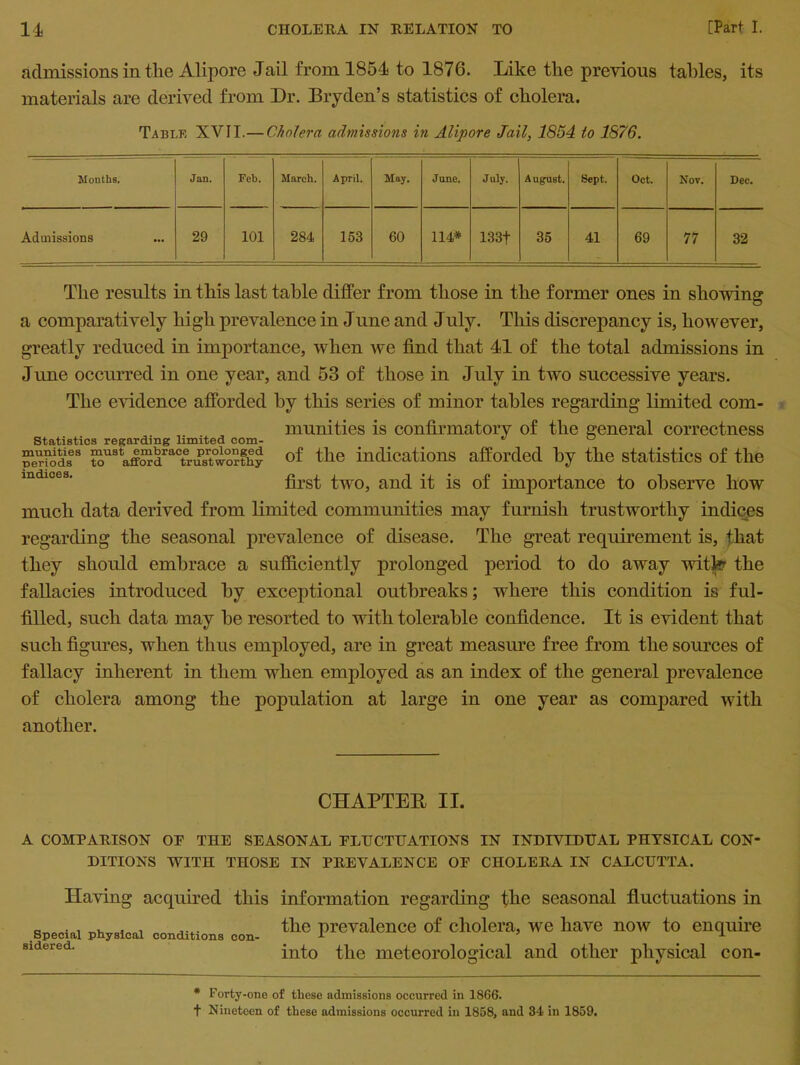 14 CHOLERA IN RELATION TO [Part I.
admissions in the Alipore Jail from 1854 to 1876. Like the previous tables, its
materials are derived from Dr. Bryden's statistics of cholera.
Table XVII.—Cholera admissions in Alipore Jail, 1854 to 1876.
Months. Jan. Feb. March. April. May. June. July. August. Sept. Oct. Nov. Dec.
Admissions ... 29 101 284 153 60 114* 133† 35 41 69 77 32
The results in this last table differ from those in the former ones in showing
a comparatively high prevalence in June and July. This discrepancy is, however,
greatly reduced in importance, when we find that 41 of the total admissions in
June occurred in one year, and 53 of those in July in two successive years.
The evidence afforded by this series of minor tables regarding limited com-
munities is confirmatory of the general correctness
of the indications afforded by the statistics of the
first two, and it is of importance to observe how
Statistics regarding limited com-
munities must embrace prolonged
periods to afford trustworthy
indices.
much data derived from limited communities may furnish trustworthy indices
regarding the seasonal prevalence of disease. The great requirement is, that
they should embrace a sufficiently prolonged period to do away with the
fallacies introduced by exceptional outbreaks; where this condition is ful-
filled, such data may be resorted to with tolerable confidence. It is evident that
such figures, when thus employed, are in great measure free from the sources of
fallacy inherent in them when employed as an index of the general prevalence
of cholera among the population at large in one year as compared with
another.
CHAPTER II.
A COMPARISON OF THE SEASONAL FLUCTUATIONS IN INDIVIDUAL PHYSICAL CON-
DITIONS WITH THOSE IN PREVALENCE OF CHOLERA IN CALCUTTA.
Having acquired this information regarding the seasonal fluctuations in
the prevalence of cholera, we have now to enquire
into the meteorological and other physical con-
Special physical conditions con-
sidered.
* Forty-one of these admissions occurred in 1866.
† Nineteen of these admissions occurred in 1858, and 34 in 1859.